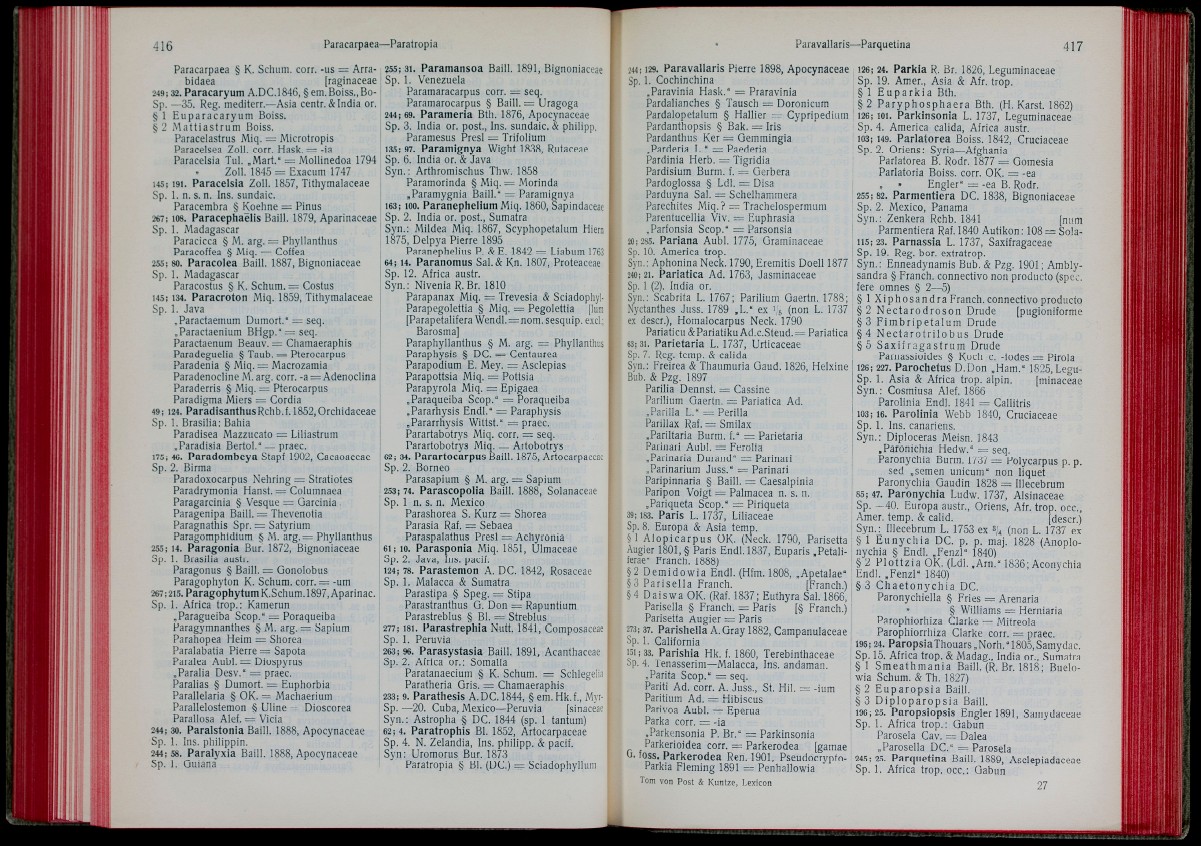 416
Paracarpaea—Paratropia
Paracarpaea § K. Schum. corr. -us = Arra-
bidaea [raginaceae
249; 32. Paracaryum A.DC.1846, § em. Boiss., Bo-
Sp. —35. Reg. mediterr.—Asia centr. & India or.
§ 1 Euparacaryum Boiss.
§ 2 Mattiastrum Boiss.
Paracelastrus Miq. = Microtropis
Paracelsea Zoll. corr. Hask. = -ia
Paracelsia Tul. „Mart.“ = Mollinedoa 1794
„ Zoll. 1845 = Exacum 1747
145; 191. Paracelsia Zoll. 1857, Tithymalaceae
Sp. 1. n. s. n. Ins. sundaic.
Paracembra § Koehne = Pinus
267; 108. Paracephaëlis Baill. 1879, Aparinaceae
Sp. 1. Madagascar
Paracicca § M. arg. = Phyllanthus
Paracoffea § Miq. = Coffea
255; 80. Paracolea Baill. 1887, Bignoniaceae
Sp. 1. Madagascar
Paracostus § K. Schum. = Costus
145; 134. Paracroton Miq. 1859, Tithymalaceae
Sp. 1. Java
„Paractaemum Dumort.“ = seq.
„Paractaenium BHgp.“ = seq.
Paractaenum Beauv. = Chamaeraphis
Paradeguelia § Taub. = Pterocarpus
Paradenia § Miq. = Macrozamia
Paradenocline M. arg. corr. -a = Adenoclina
Paraderris § Miq. = Pterocarpus
Paradigma Miers = Cordia
49; 124. Paradisanthus Rchb. f. 1852, Orchidaceae
Sp. 1. Brasilia; Bahia
Paradisea Mazzucato = Liliastrum
„Paradisia Bertol.“ = praec.
175; 46. Paradombeya Stapf 1902, Cacaoaceae
Sp. 2. Birma
Paradoxocarpus Nehring = Stratiotes
Paradrymonia Hanst. = Columnaea
Paragarcinia § Vesque = Garcinia
Paragenipa Baill. = Thevenotia
Paragnathis Spr. = Satyrium
Paragomphidium § M. arg. = Phyllanthus
255; 14. Paragonia Bur. 1872, Bignoniaceae
Sp. 1. Brasilia austr.
Paragonus § Baill. = Gonolobus
Paragophyton K. Schum. corr. = -um
267; 215. Paragophytum K.Schum.1897, Aparinac.
Sp. 1. Africa trop.: Kamerun
„Paragueiba Scop.“ = Poraqueiba
Paragymnanthes § M. arg. = Sapium
Parahopea Heim = Shorea
Paralabatia Pierre = Sapota
Paralea Aubl. = Diospyrus
„Paralia Desv.“ = praec.
Paralias § Dumort. = Euphorbia
Parallelaria § OK. = Machaerium
Parallelostemon § Uline = Dioscorea
Parallosa Alef. = Vicia
244; 30. Paralstonia Baill. 1888, Apocynaceae
Sp. 1. Ins. philippin.
244; 58. Paralyxia Baill. 1888, Apocynaceae
Sp. 1. Guiana
255; 31. Paramansoa Baill. 1891, Bignoniaceae
Sp. 1. Venezuela
Paramaracarpus corr. = seq.
Paramarocarpus § Baill. = Uragoga
244; 69. Parameria Bth. 1876, Apocynaceae
Sp. 3. India or. post., Ins. sundaic. & philipp.
Paramesus Presl = Trifolium
135; 97. Paramignya Wight 1838, Rutaceae
Sp. 6. India or. & Java
Syn.: Arthromischus Thw. 1858
Paramorinda § Miq. = Morinda
„Paramygnia Baill.“ = Paramignya
163; 100. Paranephelium Miq. 1860, Sapindaceae
Sp. 2. India or. post., Sumatra
Syn.: Mildea Miq. 1867, Scyphopetalum Hiern
1875, Delpya Pierre 1895
Paranephelius P. & E. 1842 = Liabum 1763
64; 14. Paranomus Sal. & Kn. 1807, Proteaceae
Sp. 12. Africa austr.
Syn.: Nivenia R. Br. 1810
Parapanax Miq. = Trevesia & Sciadophyl-
Parapegolettia § Miq. = Pegolettia [lum
[Parapetalifera Wendl. = nom. sesquip. excl.:
Barosma]
Paraphyllanthus § M. arg. = Phyllanthus
Paraphysis § DC. = Centaurea
Parapodium E. Mey. = Asclepias
Parapottsia Miq. = Pottsia
Parapyrola Miq. = Epigaea
„Paraqueiba Scop.“ = Poraqueiba
„Pararhysis Endl.“ = Paraphysis
„Pararrhysis Wittst.“ = praec.
Parartabotrys Miq. corr. = seq.
Parartobotrys Miq. = Artobotrys
62; 34. Parartocarpus Baill. 1875, Artocarpaceae
Sp. 2. Borneo
Parasapium § M. arg. = Sapium
253; 74. Parascopolia Baill. 1888, Solanaceae
Sp. 1 n. s. n. Mexico
Parashorea S. Kurz = Shorea
Parasia Raf. = Sebaea
Paraspalathus Presl = Achyronia
61; 10. Parasponia Miq. 1851, Ulmaceae
Sp. 2. Java, Ins. pacif.
124; 78. Parastemon A. DC. 1842, Rosaceae
Sp. 1. Malacca & Sumatra
Parastipa § Speg. = Stipa
Parastranthus G. Don = Rapuntium
Parastreblus § Bl. = Streblus
277; 181. Parastrephia Nutt. 1841, Composaceae
Sp. 1. Peruvia
263; 96. Parasystasia Baill. 1891, Acanthaceae
Sp. 2. Africa or.: Somalia
Paratanaecium § K. Schum. = Schlegelia
Paratheria Gris. = Chamaeraphis
233; 9. Parathesis A. DC. 1844, § em. Hk. f., Myr-
Sp. —20. Cuba, Mexico—Peruvia [sinaceae
Syn.: Astropha § DC. 1844 (sp. 1 tantum)
62; 4. Paratrophis Bl. 1852, Artocarpaceae
Sp. 4. N. Zelandia, Ins. philipp. & pacif.
Syn: Uromorus Bur. 1873
Paratropia § Bl. (DC.) = Sciadophyllum
Paravallaris—Parquetina
417
244; 129. Paravallaris Pierre 1898, Apocynaceae
Sp. 1. Cochinchina
„Paravinia Hask.“ = Praravinia
Pardalianches § Tausch = Doronicum
Pardalopetalum § Hallier = Cypripedium
Pardanthopsis § Bak. = Iris
Pardanthus Ker = Gemmingia
„Parderia L.“ = Paederia
Pardinia Herb. = Tigridia
Pardisium Burm. f. = Gerbera
Pardoglossa § Ldl. = Disa
Parduyna Sal. = Schelhammera
Parechites Miq.? = Trachelospermum
Parentucellia Viv. = Euphrasia
„Parfonsia Scop.“ = Parsonsia
20; 285. Pariana Aubl. 1775, Graminaceae
Sp. 10. America trop.
Syn.: Aphonina Neck. 1790, Eremitis Doell 1877
240; 21. Pariatica Ad. 1763, Jasminaceae
Sp. 1 (2). India or.
Syn.: Scabrita L. 1767; Parilium Gaertn. 1788;
Nyctanthes Juss. 1789 „L.“ ex (non L. 1737
ex descr.), Homalocarpus Neck. 1790
Pariaticu & Pariatiku Ad. c. Steud. = Pariatica
63; 31. Parietaria L. 1737, Urticaceae
Sp. 7. Reg. temp. & calida
Syn.: Freirea & Thaumuria Gaud. 1826, Helxine
Bub. & Pzg. 1897
Parilia Dennst. = Cassine
Parilium Gaertn. = Pariatica Ad.
„Parilla L.“ = Perilla
Parillax Raf. = Smilax
„Pariltaria Burm. f.“ = Parietaria
Parinari Aubl. = Ferolia
„Parinaria Durand“ = Parinari
„Parinarium Juss.“ = Parinari
Paripinnaria § Baill. = Caesalpinia
Paripon Voigt = Palmacea n. s. n.
„Pariqueta Scop.“ = Piriqueta
39; 183. Paris L. 1737, Liliaceae
Sp. 8. Europa & Asia temp.
§ 1 Alopicarpus OK. (Neck. 1790, Parisetta
Augier 1801, § Paris Endl. 1837, Euparis „Petali-
ferae“ Franch. 1888)
§ 2 Demidowia Endl. (Hfm. 1808, „Apetalae“
§ 3 Parisella Franch. [Franch.)
§ 4 Daiswa OK. (Raf. 1837; Euthyra Sal. 1866,
Parisella § Franch. = Paris [§ Franch.)
Parisetta Augier = Paris
273; 37. Parishella A. Gray 1882, Campanulaceae
Sp. 1. California
151; 33. Parishia Hk. f. 1860, Terebinthaceae
Sp. 4. Tenasserim—Malacca, Ins. andaman.
„Parita Scop.“ = seq.
Pariti Ad. corr. A. Juss., St. Hil. = -ium
Paritium Ad. = Hibiscus
Parivoa Aubl. = Eperua
Parka corr. = -ia
„Parkensonia P. Br.“ = Parkinsonia
Parkerioidea corr. = Parkerodea [gamae
G. foss. Parkerodea Ren. 1901, Pseudocrypto-
Parkia Fleming 1891 = Penhallowia
Tom von Post & Kuntze, Lexicon
126; 24. Parkia R. Br. 1826, Leguminaceae
Sp. 19. Amer., Asia & Afr. trop.
§ 1 Euparkia Bth.
§ 2 Paryphosphaera Bth. (H. Karst. 1862)
126; 101. Parkinsonia L. 1737, Leguminaceae
Sp. 4. America calida, Africa austr.
103; 149. Parlatorea Boiss. 1842, Cruciaceae
Sp. 2. Oriens: Syria—Afghania
Parlatorea B. Rodr. 1877 = Gomesia
Parlatoria Boiss. corr. OK. = -ea
„ „ Engler“ = -ea B. Rodr.
255; 82. Parmentiera DC. 1838, Bignoniaceae
Sp. 2. Mexico, Panama
Syn.: Zenkera Rchb. 1841 [num
Parmentiera Raf. 1840 Autikon: 108 = Sola-
115; 23. Parnassia L. 1737, Saxifragaceae
Sp. 19. Reg. bor. extratrop.
Syn.: Enneadynamis Bub. & Pzg. 1901; Ambly-
sandra § Franch. connectivo non producto (spec.
fere omnes § 2—5)
§ 1 Xiphosandra Franch. connectivo producto
§ 2 Nectarodroson Drude [pugioniforme
§ 3 Fimbripetalum Drude
§ 4 Nectarotrilobus Drude
§ 5 Saxifragastrum Drude
Parnassioides § Koch c. -iodes = Pirola
126; 227. Parochetus D. Don „Ham.“ 1825, Legu-
Sp. 1. Asia & Africa trop. alpin. [minaceae
Syn.: Cosmiusa Alef. 1866
Parolinia Endl. 1841 = Callitris
103; 16. Parolinia Webb 1840, Cruciaceae
Sp. 1. Ins. canariens.
Syn.: Diploceras Meisn. 1843
„Parönichia Hedw.“ = seq.
Paronychia Burm. 1737 = Polycarpus p. p.
sed „semen unicum“ non liquet
Paronychia Gaudin 1828 = Illecebrum
85; 47. Paronychia Ludw. 1737, Alsinaceae
Sp. —40. Europa austr., Oriens, Afr. trop. occ.,
Amer. temp. & calid. [descr.)
Syn.: Illecebrum L. 1753 ex (non L. 1737 ex
§ 1 Eunychia DC. p. p. maj. 1828 (Anoplo-
nychia § Endl. „Fenzl“ 1840)
§ 2 Plottzia OK. (Ldl. „Arn.“ 1836; Aconychia
Endl. „Fenzl“ 1840)
§ 3 Chaetonychia DC.
Paronychiella § Fries = Arenaria
„ § Williams = Herniaria
Parophiorhiza Clarke = Mitreola
Parophiorrhiza Clarke corr. = praec.
196; 24. Paropsia Thouars „Norh.“ 1805, Samydac.
Sp. 15. Africa trop. & Madag., India or., Sumatra
§ 1 Smeathmania Baill. (R. Br. 1818; Buelo-
wia Schum. & Th. 1827)
§ 2 Euparopsia Baill.
§ 3 Diploparopsia Baill.
196; 25. Paropsiopsis Engler 1891, Samydaceae
Sp. 1. Africa trop.: Gabun
Parosela Cav. = Dalea
„Parosella DC.“ = Parosela
245; 25. Parquetina Baill. 1889, Asclepiadaceae
Sp. 1. Africa trop. occ.: Gabun
27